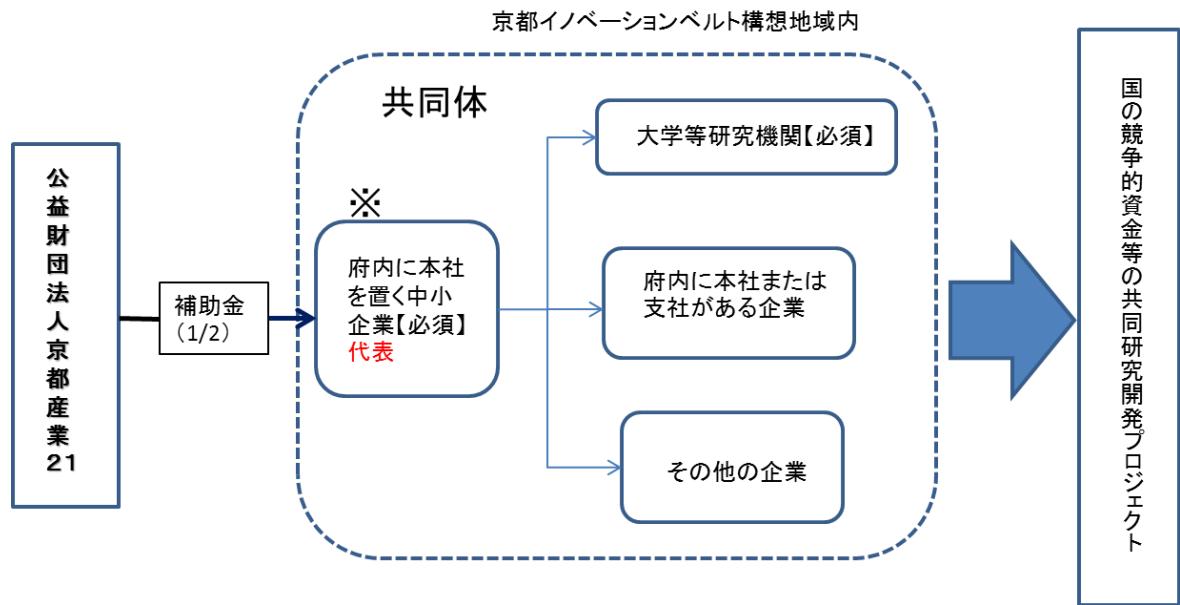 京都イノベーションベルト構想地域内
共同体
公益財団法人京都産業21
補助金
(1/2)
※
府内に本社
を置く中小
企業【必須】
代表
大学等研究機関【必須】
府内に本社または
支社がある企業
その他の企業
国の競争的資金等の共同研究開発プロジェクト